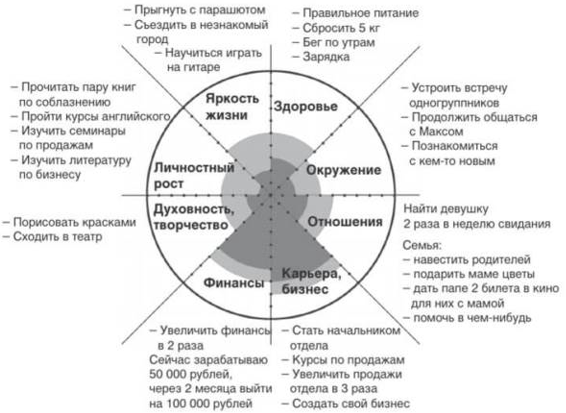 – Прыгнуть с парашютом
– Съездить в незнакомый
город
– Научиться играть
на гитаре
– Правильное питание
– Сбросить 5 кг
– Бег по утрам
– Зарядка
– Прочитать пару книг
по соблазнению
– Пройти курсы английского
– Изучить семинары
по продажам
– Изучить литературу
по бизнесу
Яркость
жизни
Здоровье
– Устроить встречу
одногруппников
– Продолжить общаться
с Максом
– Познакомиться
с кем-то новым
Личностный
рост
Окружение
Духовность,
творчество
Отношения
– Порисовать красками
– Сходить в театр
Найти девушку
2 раза в неделю свидания
Семья:
– навестить родителей
– подарить маме цветы
– дать папе 2 билета в кино
для них с мамой
– помочь в чем-нибудь
Финансы
Карьера,
бизнес
– Увеличить финансы
в 2 раза
Сейчас зарабатываю
50 000 рублей,
через 2 месяца выйти
на 100 000 рублей
– Стать начальником
отдела
– Курсы по продажам
– Увеличить продажи
отдела в 3 раза
– Создать свой бизнес